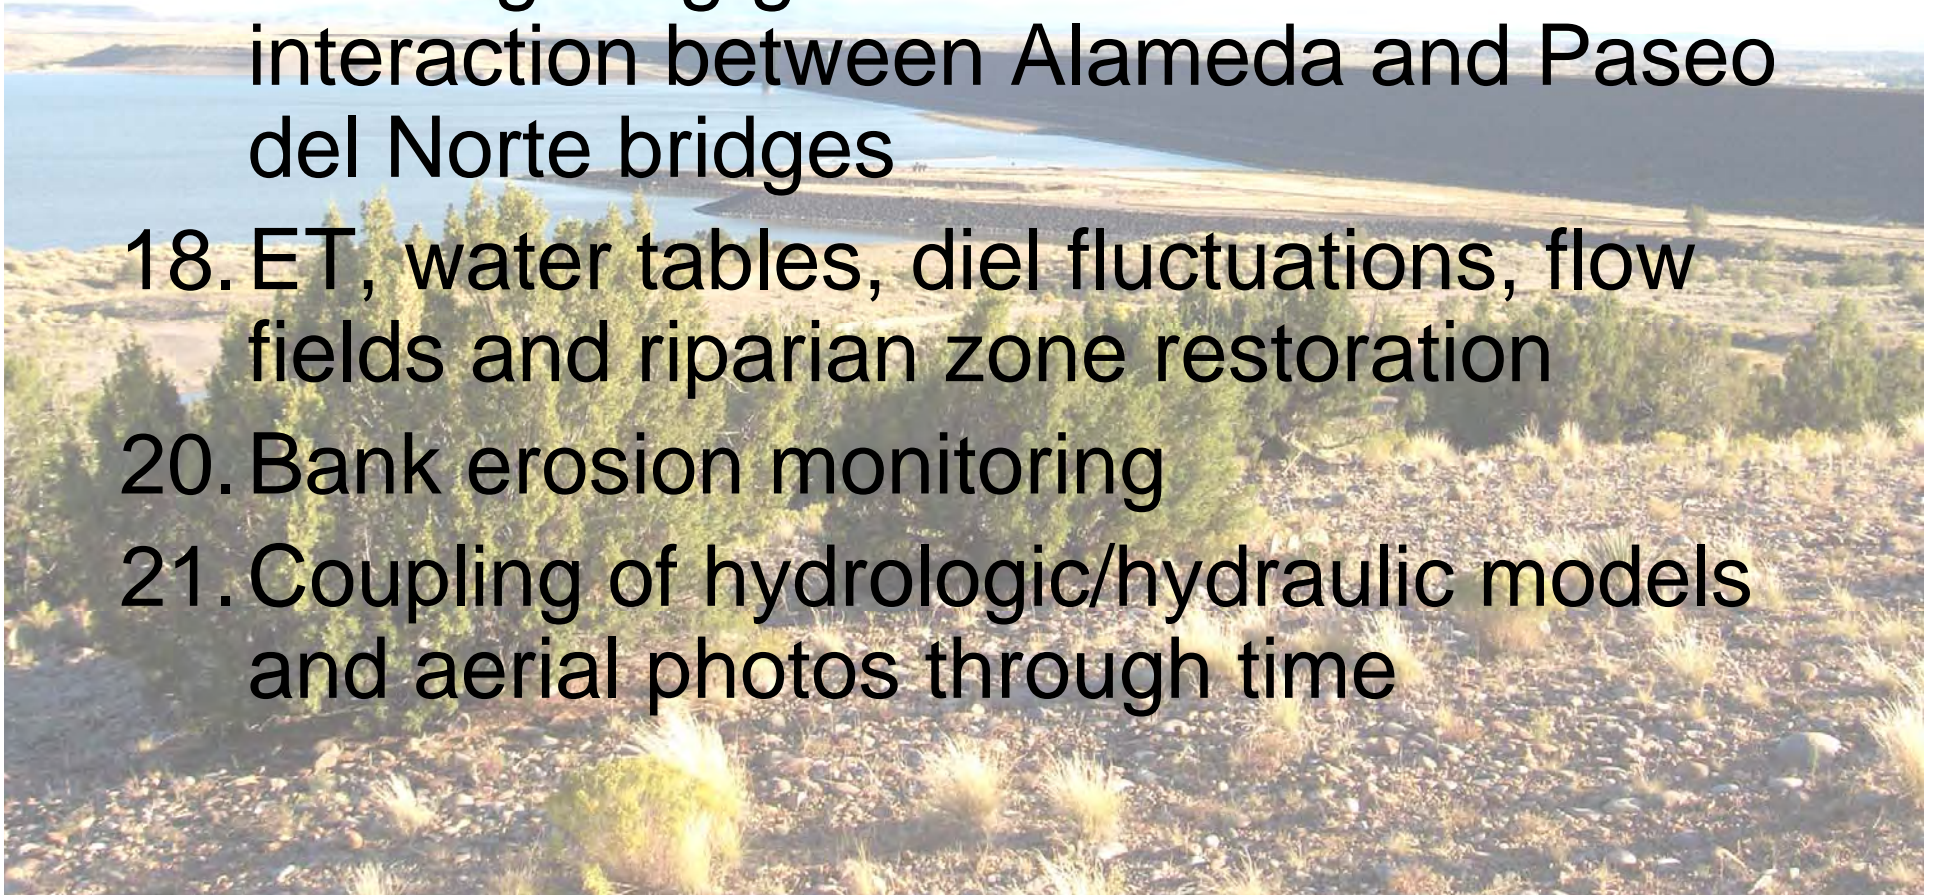 interaction between Alameda and Paseo
del Norte bridges
18. ET, water tables, diel fluctuations, flow
fields and riparian zone restoration
20. Bank erosion monitoring
21. Coupling of hydrologic/hydraulic models
and aerial photos through time